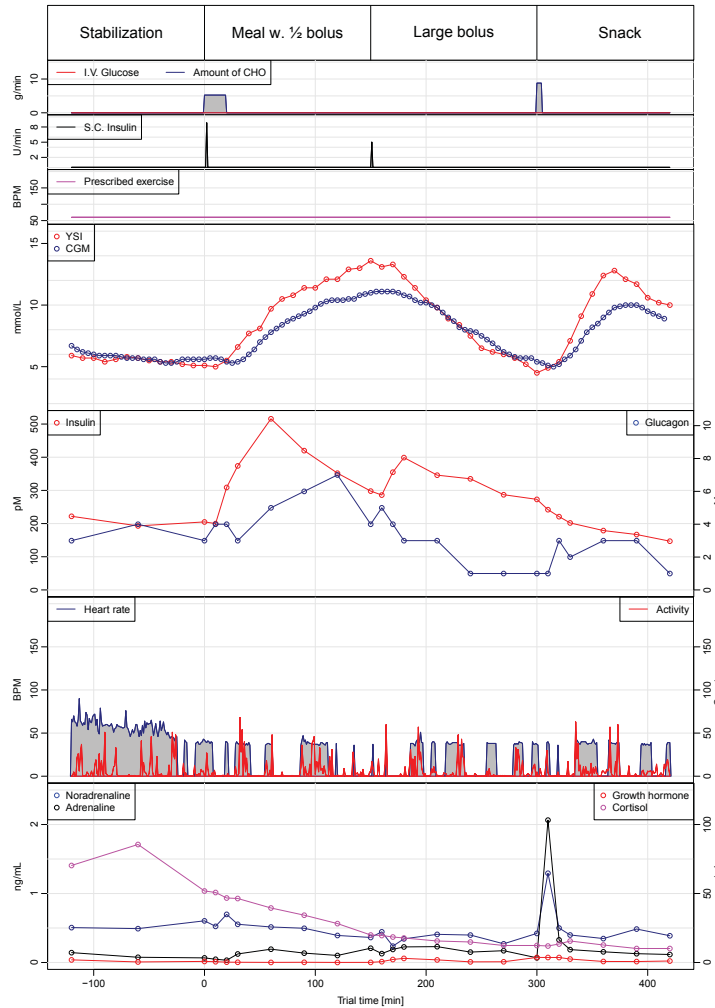 Stabilization Meal w. ½ bolus Large bolus Snack
g/min
0 10
I.V. Glucose Amount of CHO
U/min
2 5 8
S.C. Insulin
BPM
50 150
Prescribed exercise
mmol/L
5 10 15
YSI
CGM
pM
0 100 200 300 400 500
Insulin
Glucagon
0 2 4 6 8 10
BPM
0 50 100 150
Heart rate
Activity
ng/mL
0 1 2
Noradrenaline
Adrenaline
Growth hormone
Cortisol
0
50
−100 0 100 200 300 400
Trial time [min]